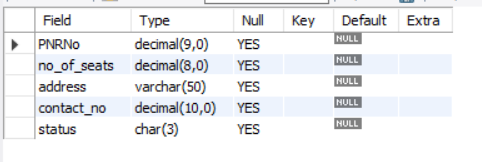 Field Type Null Key Default Extra
PNRNo decimal(9,0) YES NULL
no_of_seats decimal(8,0) YES NULL
address varchar(50) YES NULL
contact_no decimal(10,0) YES NULL
status char(3) YES NULL